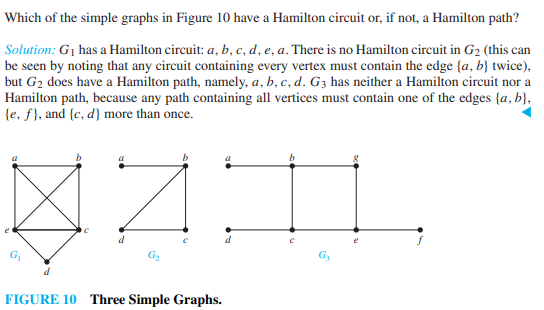 Which of the simple graphs in Figure 10 have a Hamilton circuit or, if not, a Hamilton path?
Solution: G₁ has a Hamilton circuit: a, b, c, d, e, a. There is no Hamilton circuit in G₂ (this can
be seen by noting that any circuit containing every vertex must contain the edge {a, b} twice),
but G₂ does have a Hamilton path, namely, a, b, c, d. G₃ has neither a Hamilton circuit nor a
Hamilton path, because any path containing all vertices must contain one of the edges {a, b},
{e, f}, and {c, d} more than once.
a b a b a b g
e c d c d c e f
G₁ G₂ G₃
d
FIGURE 10 Three Simple Graphs.